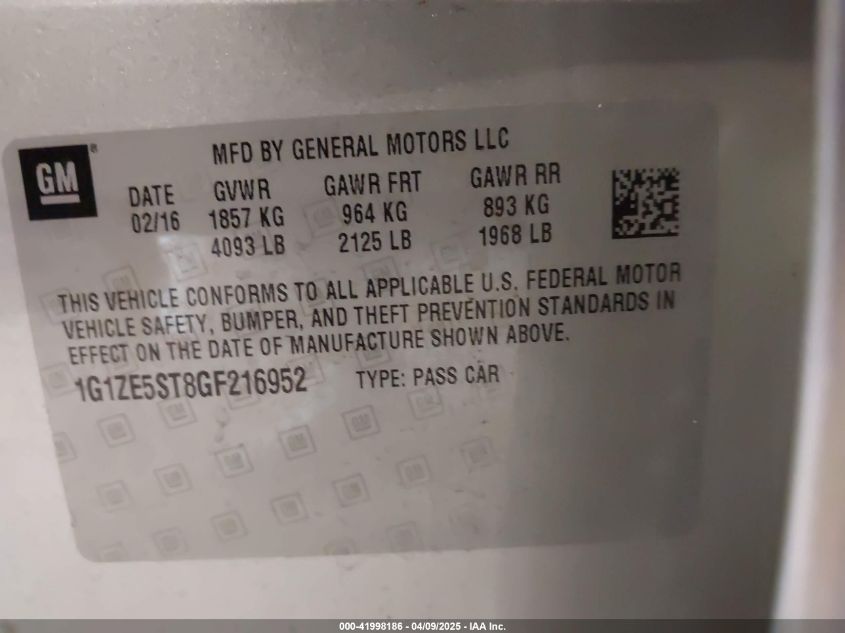 MFD BY GENERAL MOTORS LLC
GM®
DATE GVWR GAWR FRT GAWR RR
02/16 1857 KG 964 KG 893 KG
4093 LB 2125 LB 1968 LB
THIS VEHICLE CONFORMS TO ALL APPLICABLE U.S. FEDERAL MOTOR
VEHICLE SAFETY, BUMPER, AND THEFT PREVENTION STANDARDS IN
EFFECT ON THE DATE OF MANUFACTURE SHOWN ABOVE.
1G1ZE5ST8GF216952 TYPE: PASS CAR
000-41998186 - 04/09/2025 - IAA Inc.